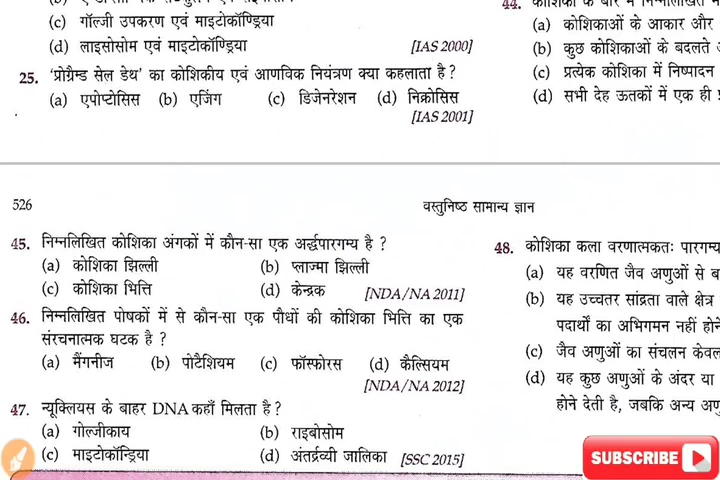 (c) गॉल्जी उपकरण एवं माइटोकॉण्ड्रिया
(d) लाइसोसोम एवं माइटोकॉण्ड्रिया [IAS 2000]
25. ‘प्रोग्रैम्ड सेल डेथ’ का कोशिकीय एवं आणविक नियंत्रण क्या कहलाता है ?
(a) एपोप्टोसिस (b) एजिंग (c) डिजेनरेशन (d) निक्रोसिस
[IAS 2001]
44.
(a) कोशिकाओं के आकार और
(b) कुछ कोशिकाओं के बदलते
(c) प्रत्येक कोशिका में निष्पादन
(d) सभी देह ऊतकों में एक ही
526
वस्तुनिष्ठ सामान्य ज्ञान
45. निम्नलिखित कोशिका अंगकों में कौन-सा एक अर्द्धपारगम्य है ?
(a) कोशिका झिल्ली (b) प्लाज्मा झिल्ली
(c) कोशिका भित्ति (d) केन्द्रक [NDA/NA 2011]
46. निम्नलिखित पोषकों में से कौन-सा एक पौधों की कोशिका भित्ति का एक
संरचनात्मक घटक है ?
(a) मैंगनीज (b) पोटैशियम (c) फॉस्फोरस (d) कैल्सियम
[NDA/NA 2012]
47. न्यूक्लियस के बाहर DNA कहाँ मिलता है ?
(a) गोल्जीकाय (b) राइबोसोम
(c) माइटोकॉन्ड्रिया (d) अंतर्द्रव्यी जालिका [SSC 2015]
48. कोशिका कला वरणात्मकतः पारगम्य
(a) यह वरणित जैव अणुओं से
(b) यह उच्चतर सांद्रता वाले क्षेत्र
पदार्थों का अभिगमन नहीं होने
(c) जैव अणुओं का संचलन केवल
(d) यह कुछ अणुओं के अंदर या
होने देती है, जबकि अन्य
SUBSCRIBE